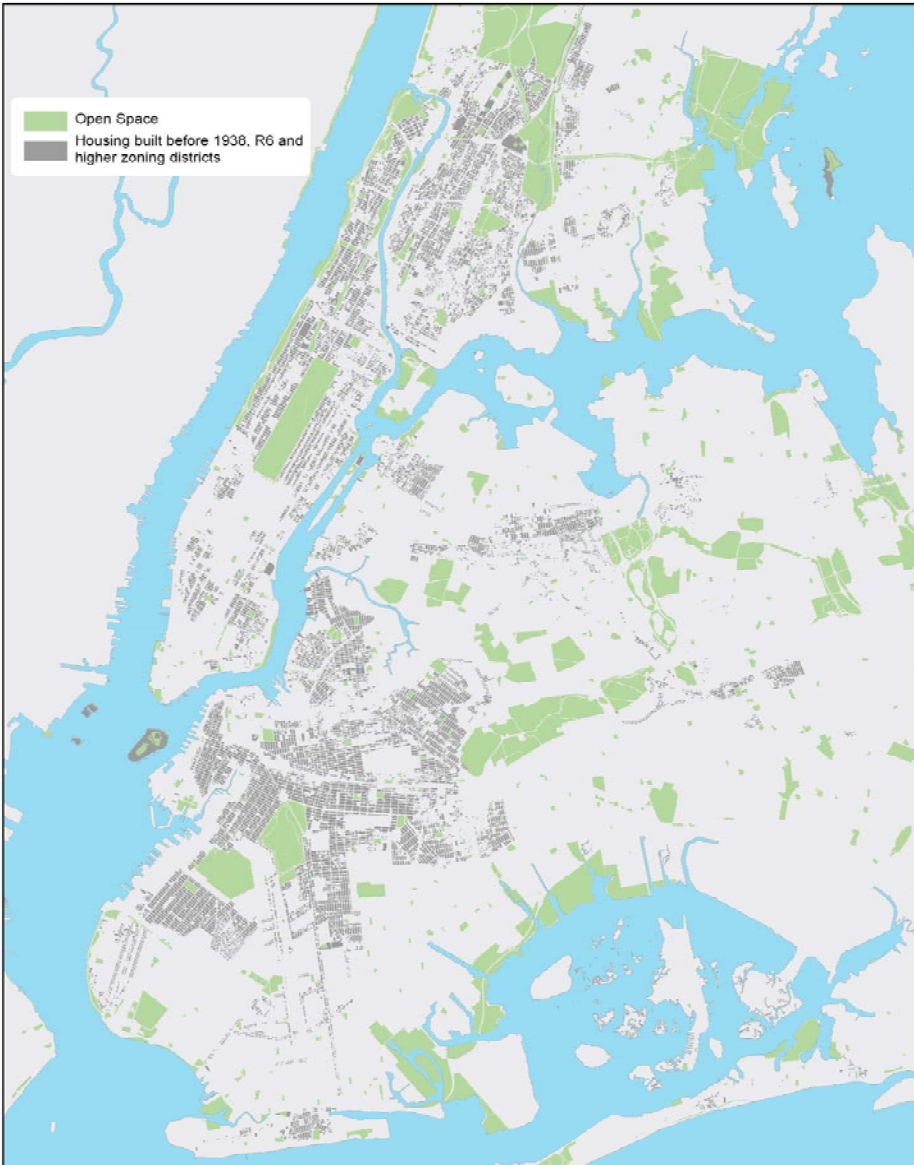 Open Space
Housing built before 1938, R6 and
higher zoning districts